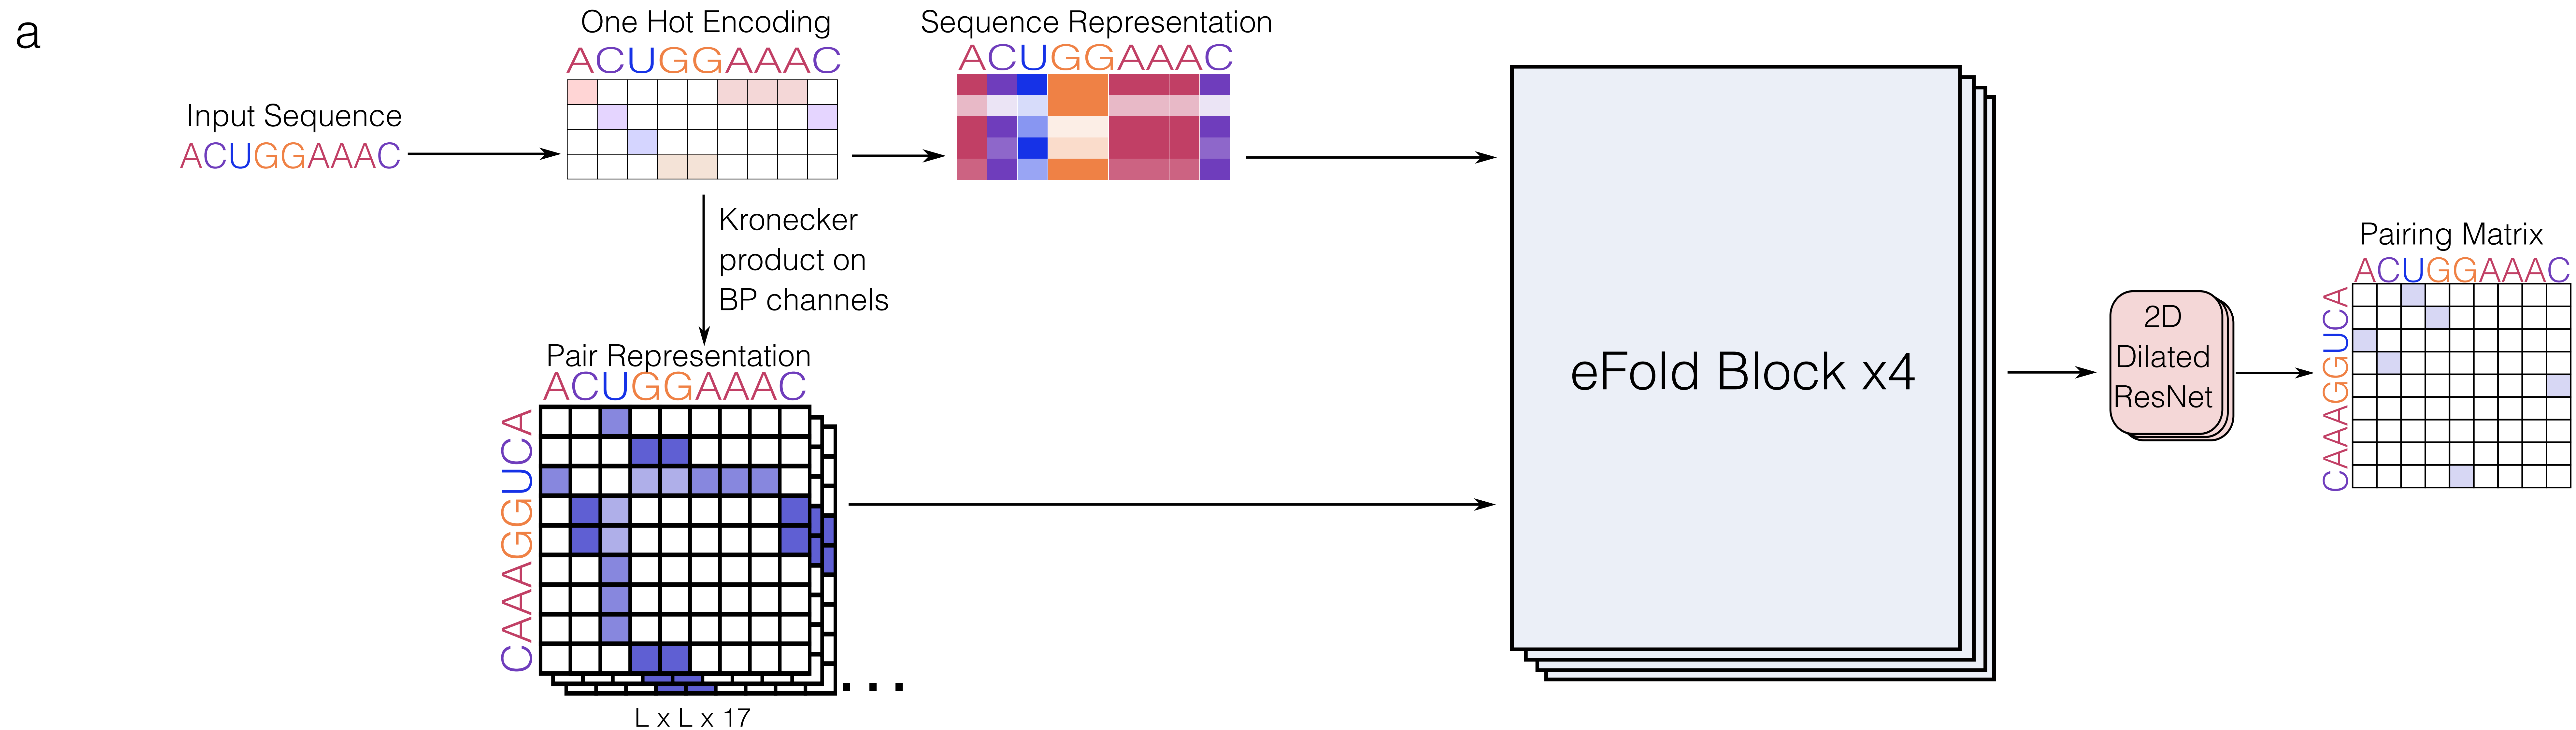 a
One Hot Encoding
ACUGGAAAC
Sequence Representation
ACUGGAAAC
Input Sequence
ACUGGAAAC
Kronecker
product on
BP channels
Pair Representation
ACUGGAAAC
CAAAGGUCA
L x L x 17
...
eFold Block x4
2D
Dilated
ResNet
Pairing Matrix
ACUGGAAAC
CAAAGGUCA